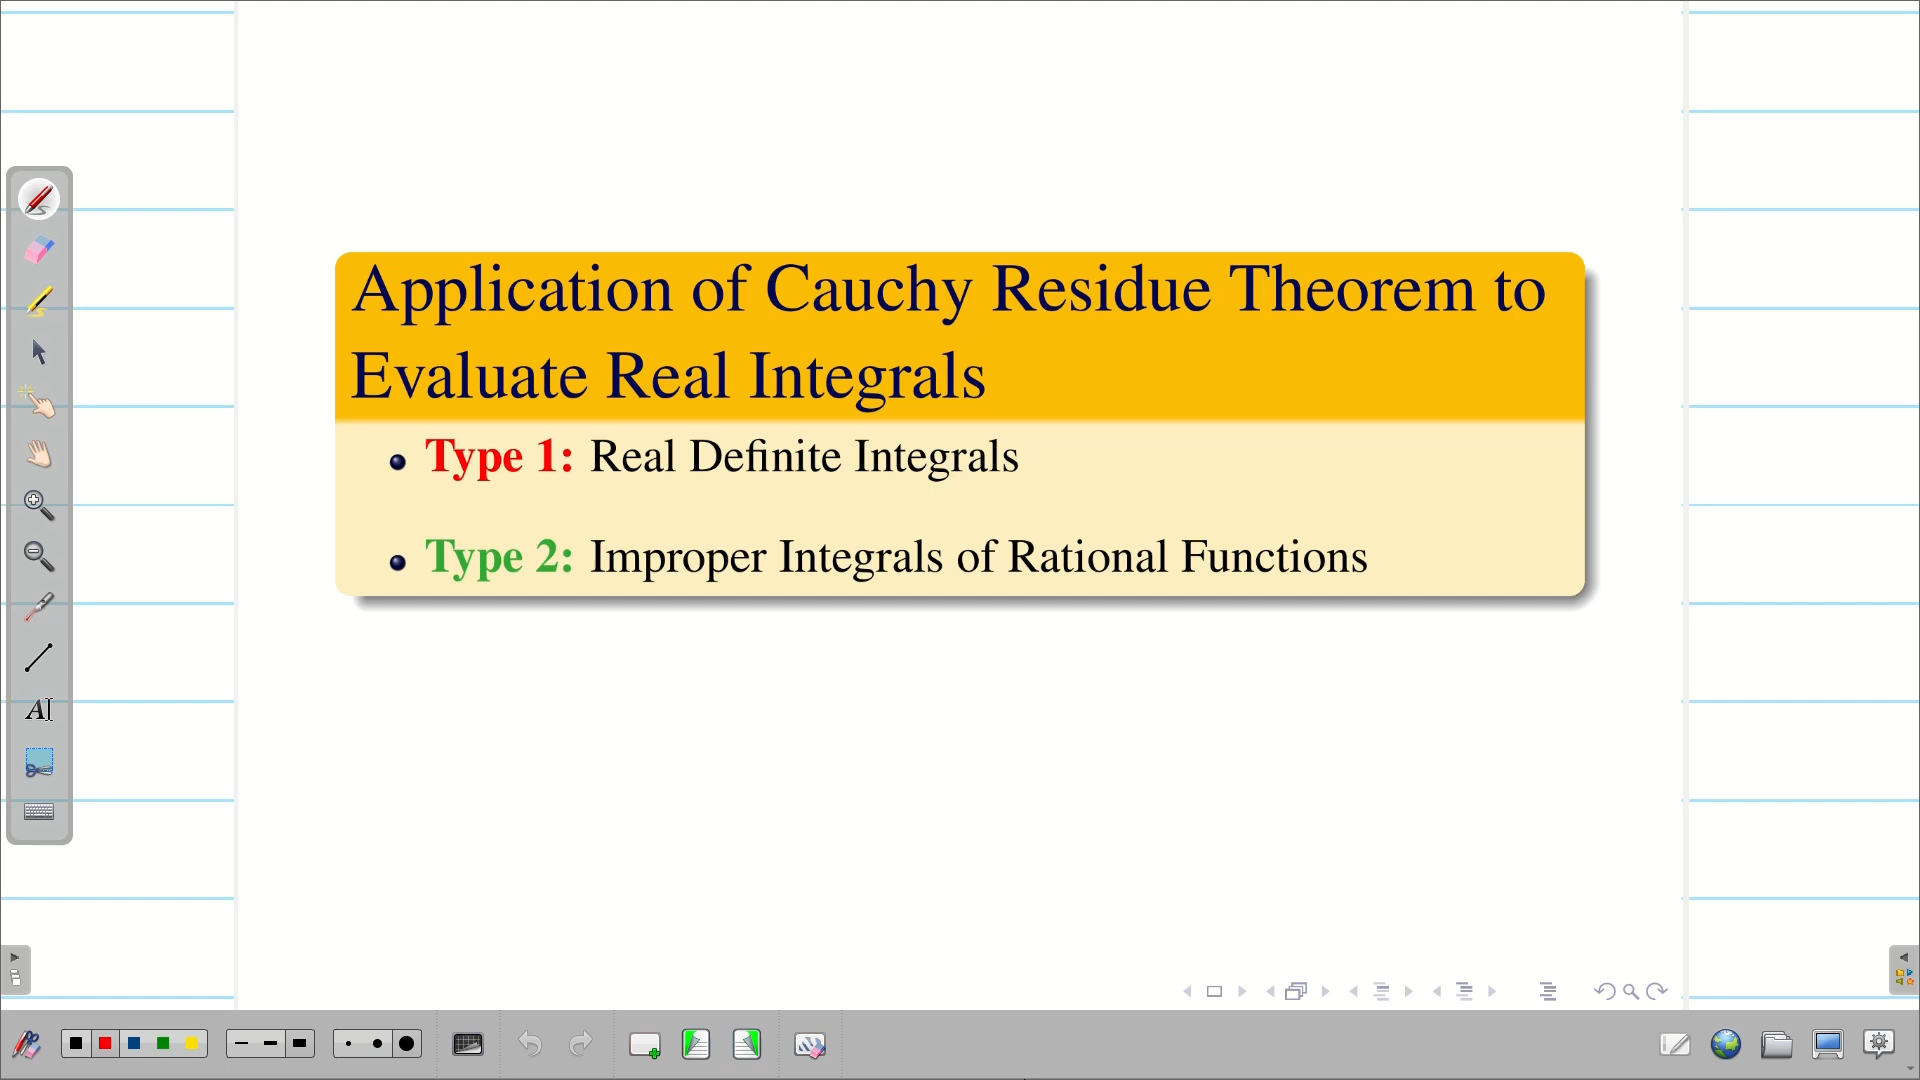 Application of Cauchy Residue Theorem to
Evaluate Real Integrals
Type 1: Real Definite Integrals
Type 2: Improper Integrals of Rational Functions